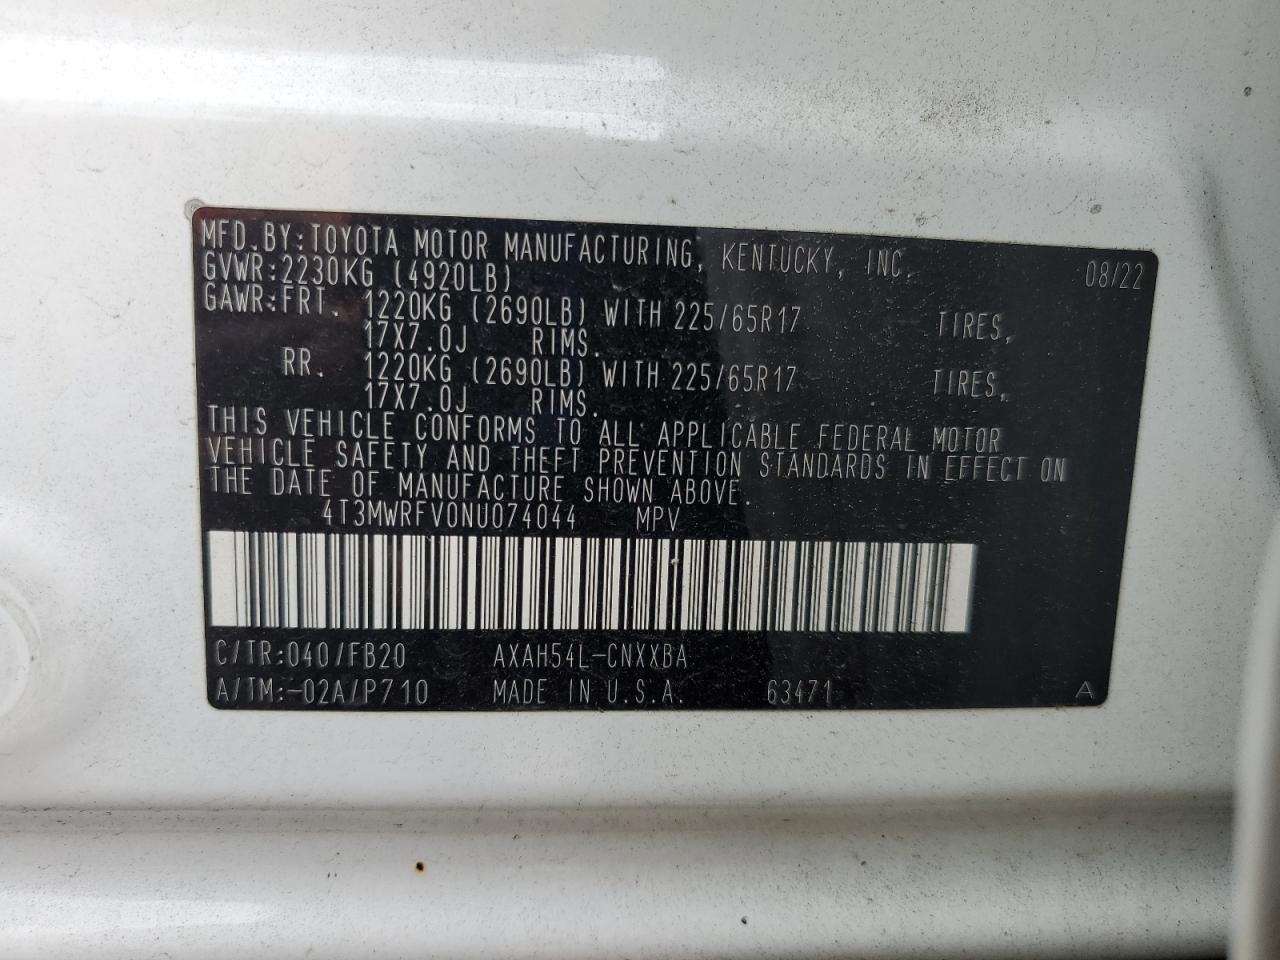 MFD.BY:TOYOTA MOTOR MANUFACTURING, KENTUCKY, INC. 08/22
GVWR:2230KG (4920LB)
GAWR:FRT. 1220KG (2690LB) WITH 225/65R17 TIRES,
17X7.0J RIMS.
RR. 1220KG (2690LB) WITH 225/65R17 TIRES,
17X7.0J RIMS.
THIS VEHICLE CONFORMS TO ALL APPLICABLE FEDERAL MOTOR
VEHICLE SAFETY AND THEFT PREVENTION STANDARDS IN EFFECT ON
THE DATE OF MANUFACTURE SHOWN ABOVE.
4T3MWRFV0NU074044 MPV
C/TR:040/FB20 AXAH54L-CNXXBA
A/TM:-02A/P710 MADE IN U.S.A. 63471 A